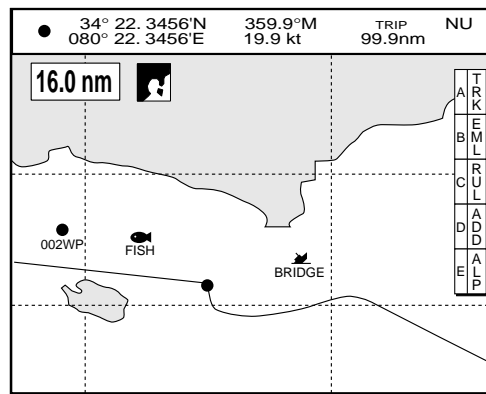 34° 22. 3456'N 359.9°M TRIP NU
080° 22. 3456'E 19.9 kt 99.9nm
16.0 nm
A TRK
B EML
C RUL
D ADD
E ALP
002WP
FISH
BRIDGE